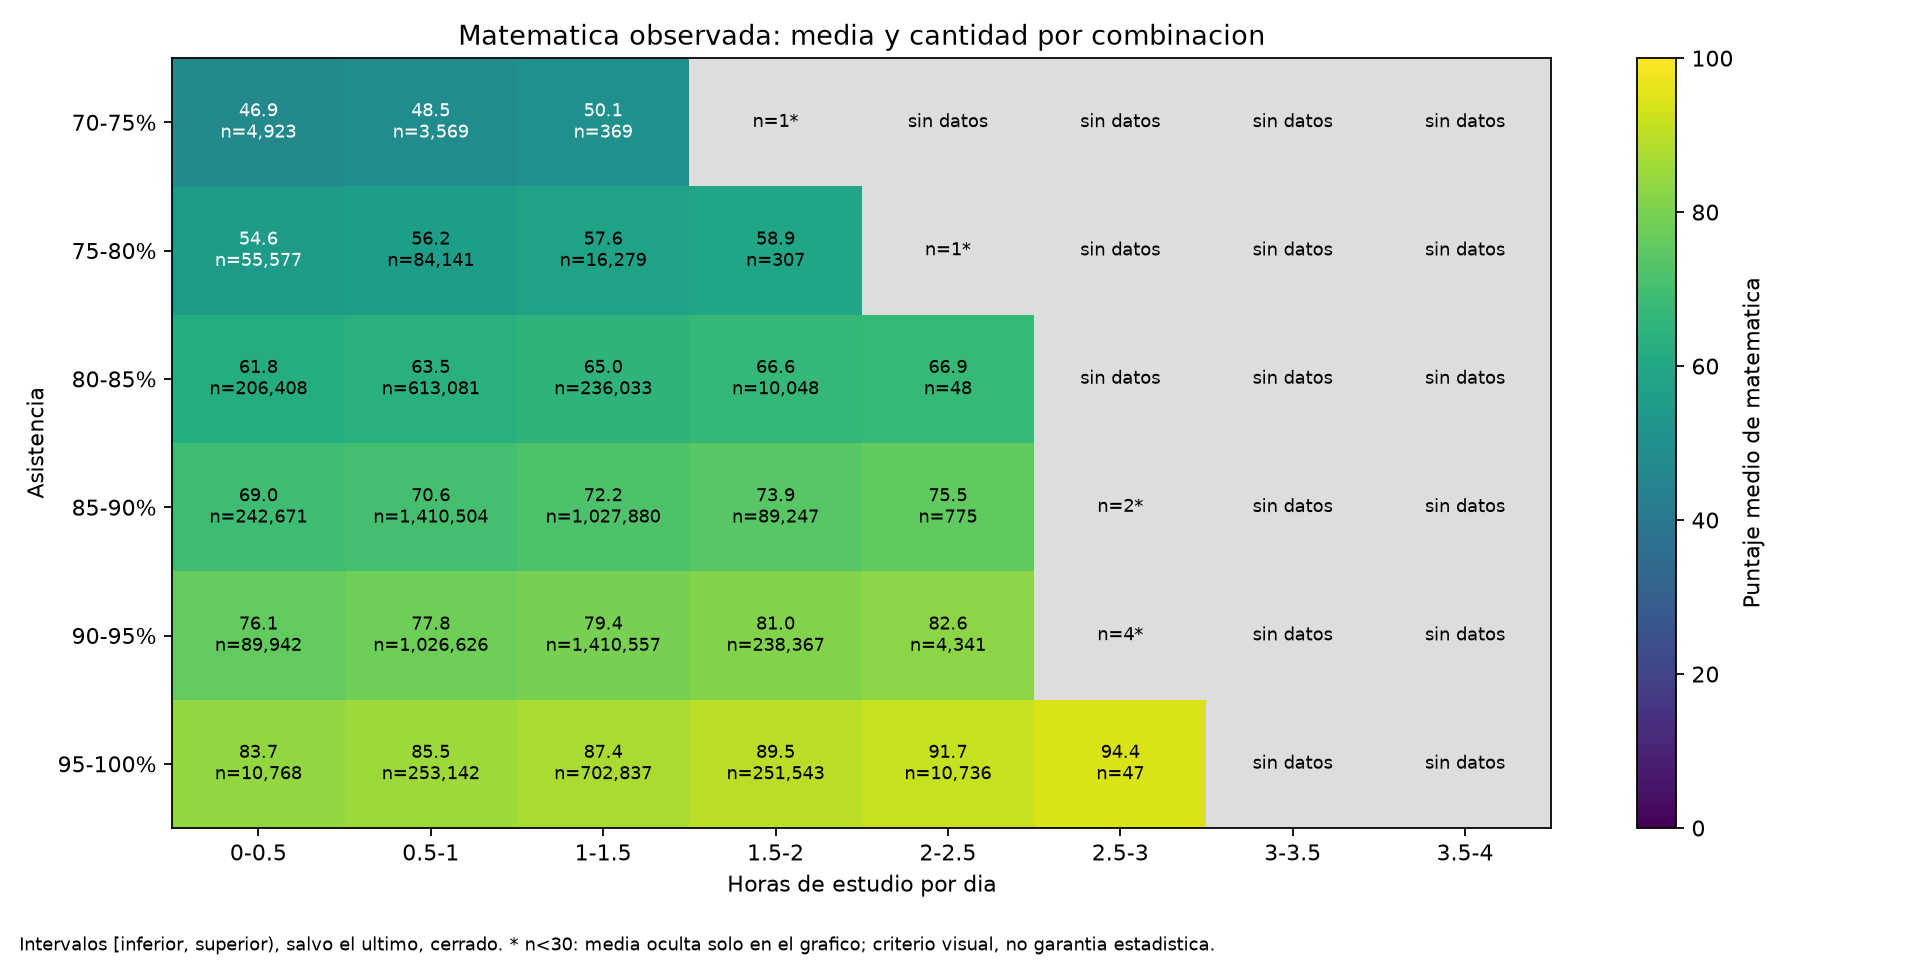 Matematica observada: media y cantidad por combinacion
Asistencia
70-75%
46.9
n=4,923
48.5
n=3,569
50.1
n=369
n=1*
sin datos
sin datos
sin datos
sin datos
75-80%
54.6
n=55,577
56.2
n=84,141
57.6
n=16,279
58.9
n=307
n=1*
sin datos
sin datos
sin datos
80-85%
61.8
n=206,408
63.5
n=613,081
65.0
n=236,033
66.6
n=10,048
66.9
n=48
sin datos
sin datos
sin datos
85-90%
69.0
n=242,671
70.6
n=1,410,504
72.2
n=1,027,880
73.9
n=89,247
75.5
n=775
n=2*
sin datos
sin datos
90-95%
76.1
n=89,942
77.8
n=1,026,626
79.4
n=1,410,557
81.0
n=238,367
82.6
n=4,341
n=4*
sin datos
sin datos
95-100%
83.7
n=10,768
85.5
n=253,142
87.4
n=702,837
89.5
n=251,543
91.7
n=10,736
94.4
n=47
sin datos
sin datos
0-0.5
0.5-1
1-1.5
1.5-2
2-2.5
2.5-3
3-3.5
3.5-4
Horas de estudio por dia
100
80
60
40
20
0
Puntaje medio de matematica
Intervalos [inferior, superior), salvo el ultimo, cerrado. * n<30: media oculta solo en el grafico; criterio visual, no garantia estadistica.